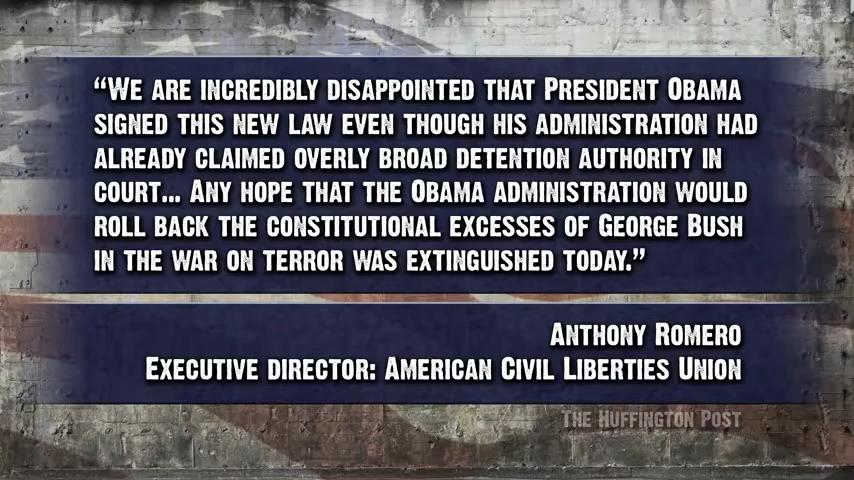 “We are incredibly disappointed that President Obama
signed this new law even though his administration had
already claimed overly broad detention authority in
court... Any hope that the Obama administration would
roll back the constitutional excesses of George Bush
in the war on terror was extinguished today.”
Anthony Romero
Executive director: American Civil Liberties Union
The Huffington Post